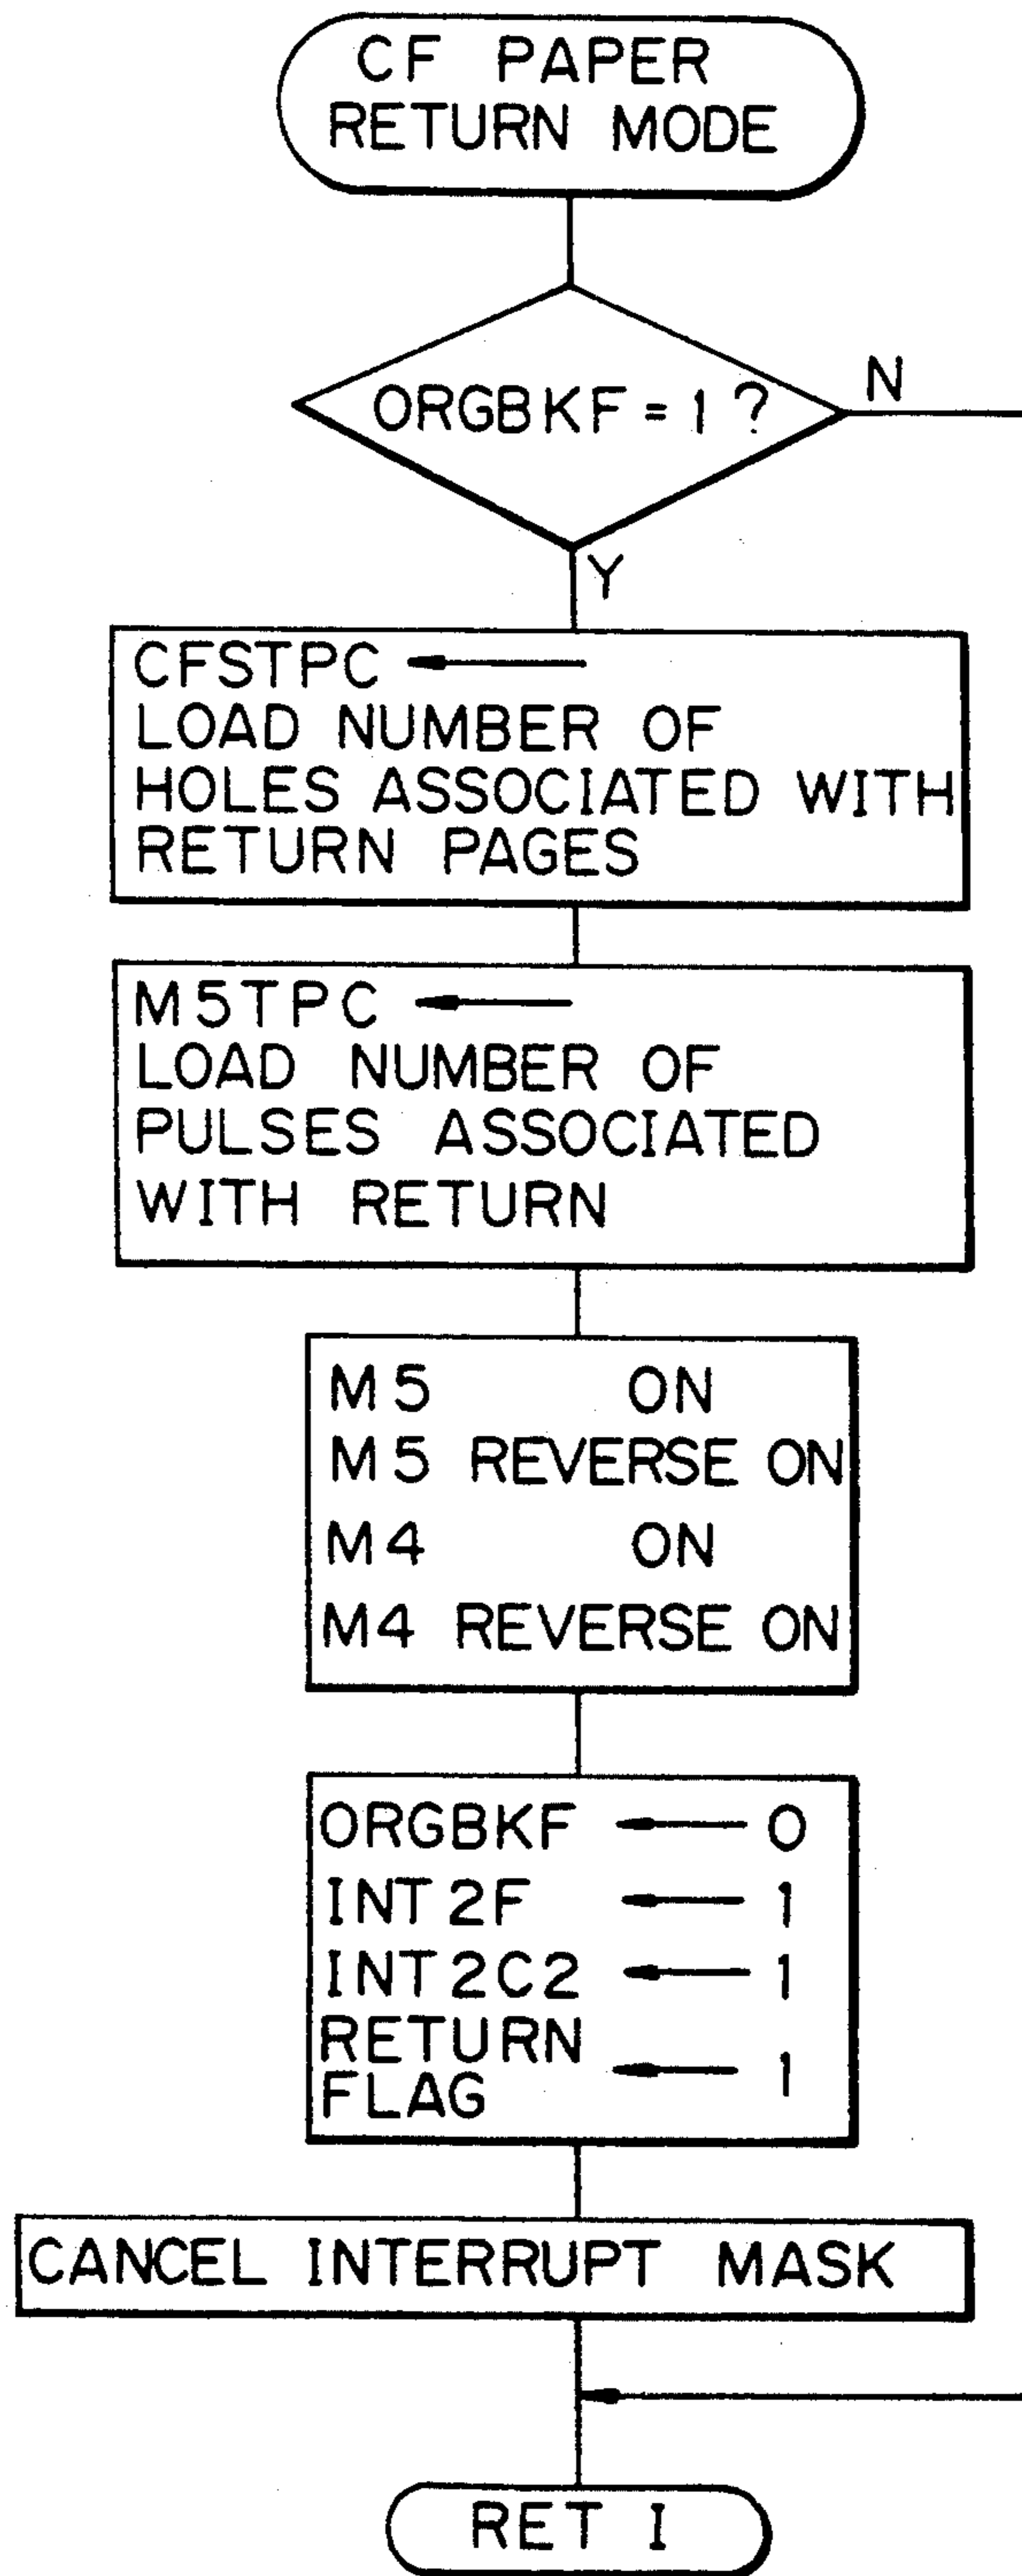 CF PAPER
RETURN MODE
ORGBKF = 1 ?
N
Y
CFSTPC ←
LOAD NUMBER OF
HOLES ASSOCIATED WITH
RETURN PAGES
M5TPC ←
LOAD NUMBER OF
PULSES ASSOCIATED
WITH RETURN
M5 ON
M5 REVERSE ON
M4 ON
M4 REVERSE ON
ORGBKF ← 0
INT2F ← 1
INT2C2 ← 1
RETURN
FLAG ← 1
CANCEL INTERRUPT MASK
RET I